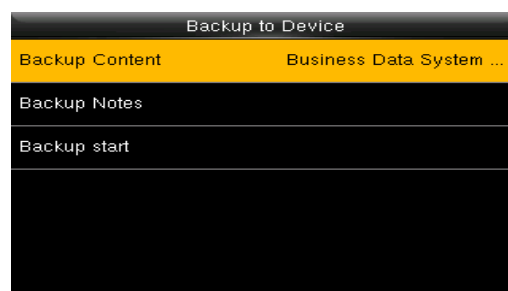 Backup to Device
Backup Content Business Data System ...
Backup Notes
Backup start